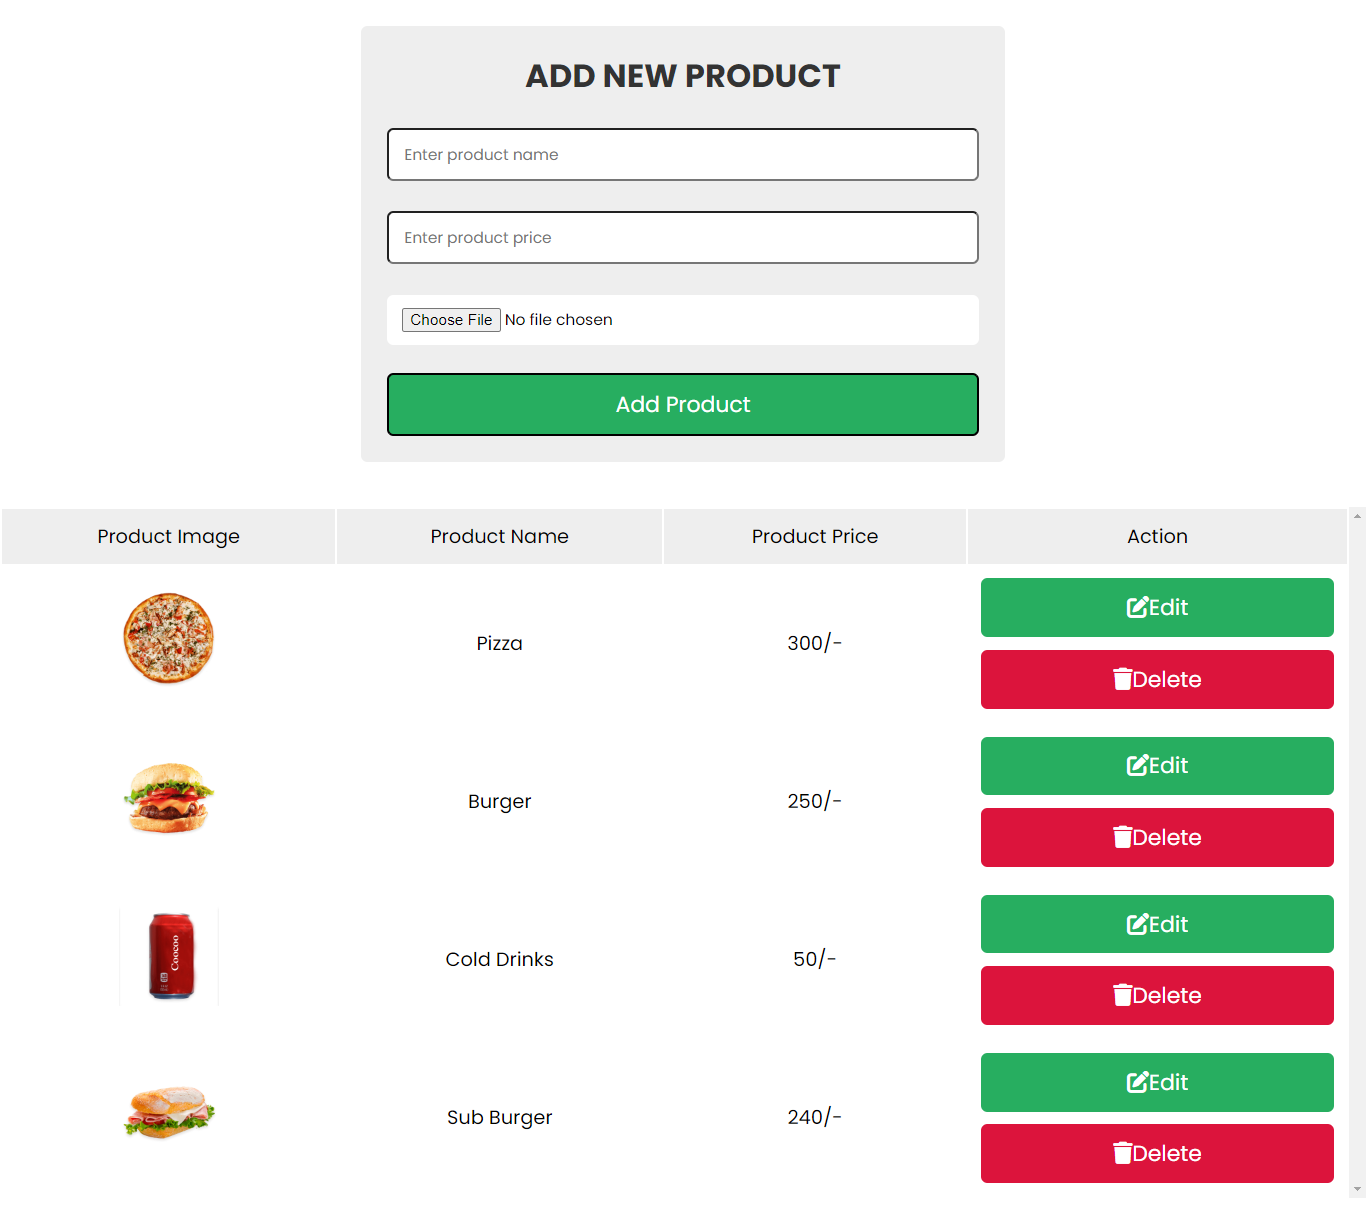 ADD NEW PRODUCT
Enter product name
Enter product price
Choose File No file chosen
Add Product
Product Image Product Name Product Price Action
Pizza 300/- Edit
Delete
Burger 250/- Edit
Delete
Coocoo
Cold Drinks 50/- Edit
Delete
Sub Burger 240/- Edit
Delete